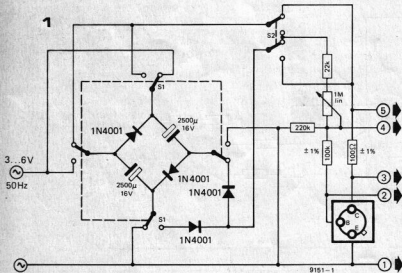 1
S1
S2
22k
1M
lin
2500µ
16V
1N4001
5
220k
4
3...6V
50Hz
± 1%
100k
100Ω
± 1%
2500µ
16V
1N4001
1N4001
3
2
C
B
E
S1
1N4001
9151-1
1